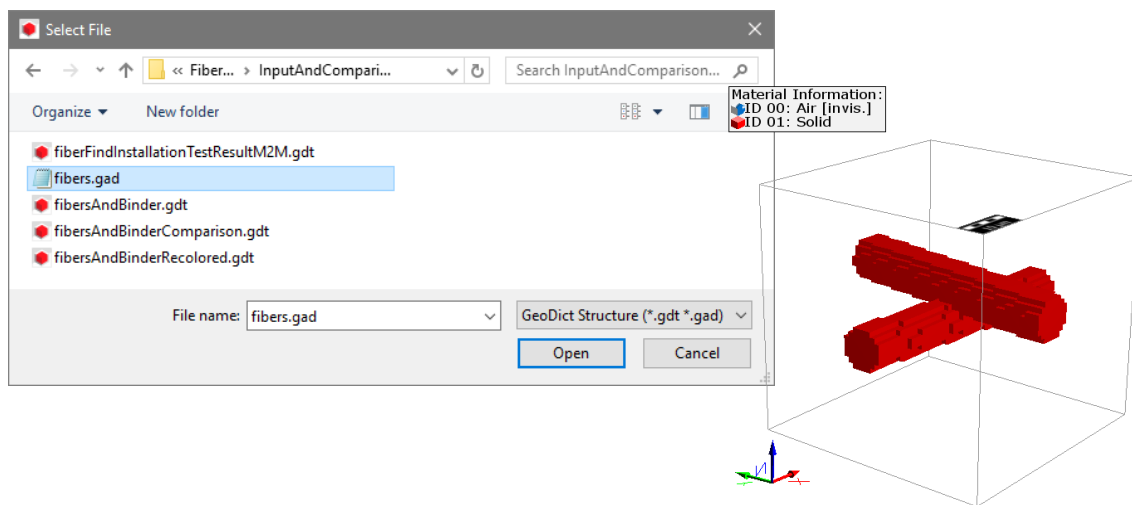 Select File
« Fiber... > InputAndCompari...
Search InputAndComparison...
Organize
New folder
Material Information:
ID 00: Air [invis.]
ID 01: Solid
fiberFindInstallationTestResultM2M.gdt
fibers.gad
fibersAndBinder.gdt
fibersAndBinderComparison.gdt
fibersAndBinderRecolored.gdt
File name:
fibers.gad
GeoDict Structure (*.gdt *.gad)
Open
Cancel